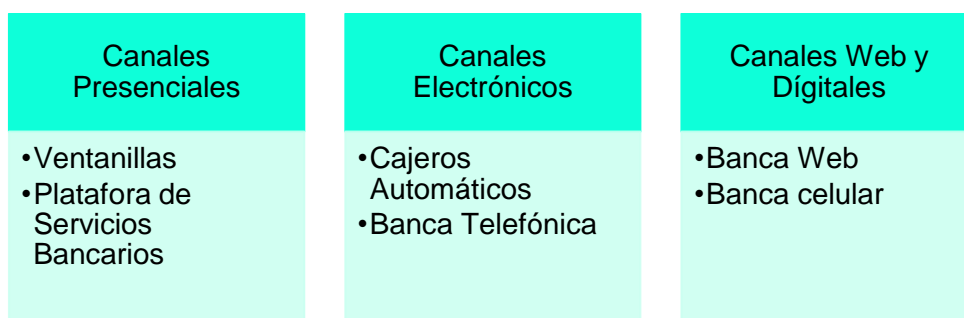 Canales
Presenciales
•Ventanillas
•Platafora de
Servicios
Bancarios
Canales
Electrónicos
•Cajeros
Automáticos
•Banca Telefónica
Canales Web y
Dígitales
•Banca Web
•Banca celular